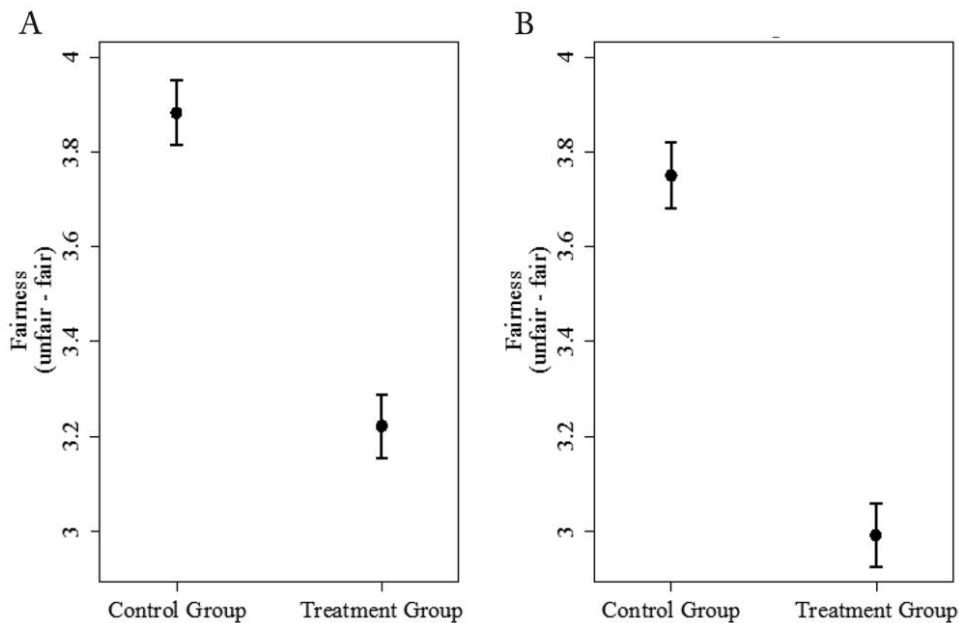 A
4
3.8
3.6
3.4
3.2
3
Fairness
(unfair - fair)
Control Group
Treatment Group
B
4
3.8
3.6
3.4
3.2
3
Fairness
(unfair - fair)
Control Group
Treatment Group